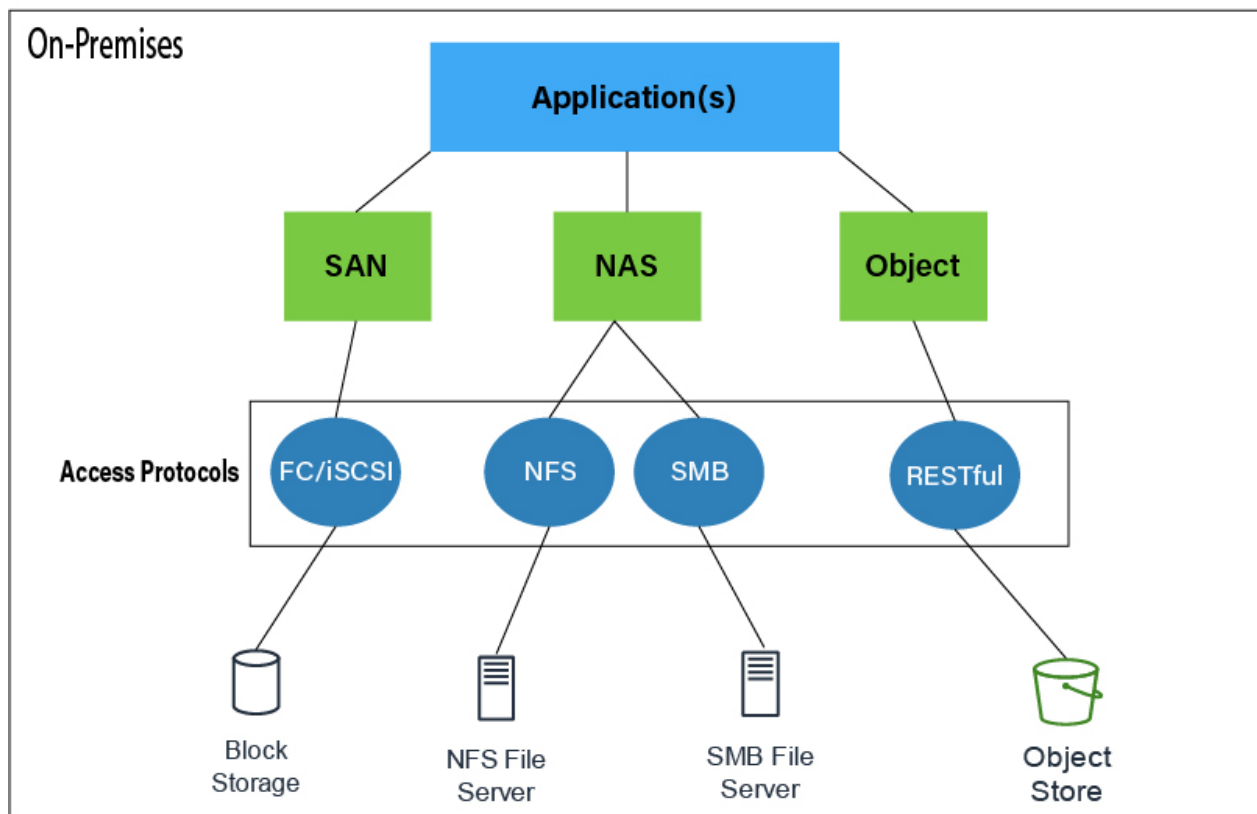 On-Premises
Application(s)
SAN
NAS
Object
Access Protocols
FC/iSCSI
NFS
SMB
RESTful
Block
Storage
NFS File
Server
SMB File
Server
Object
Store